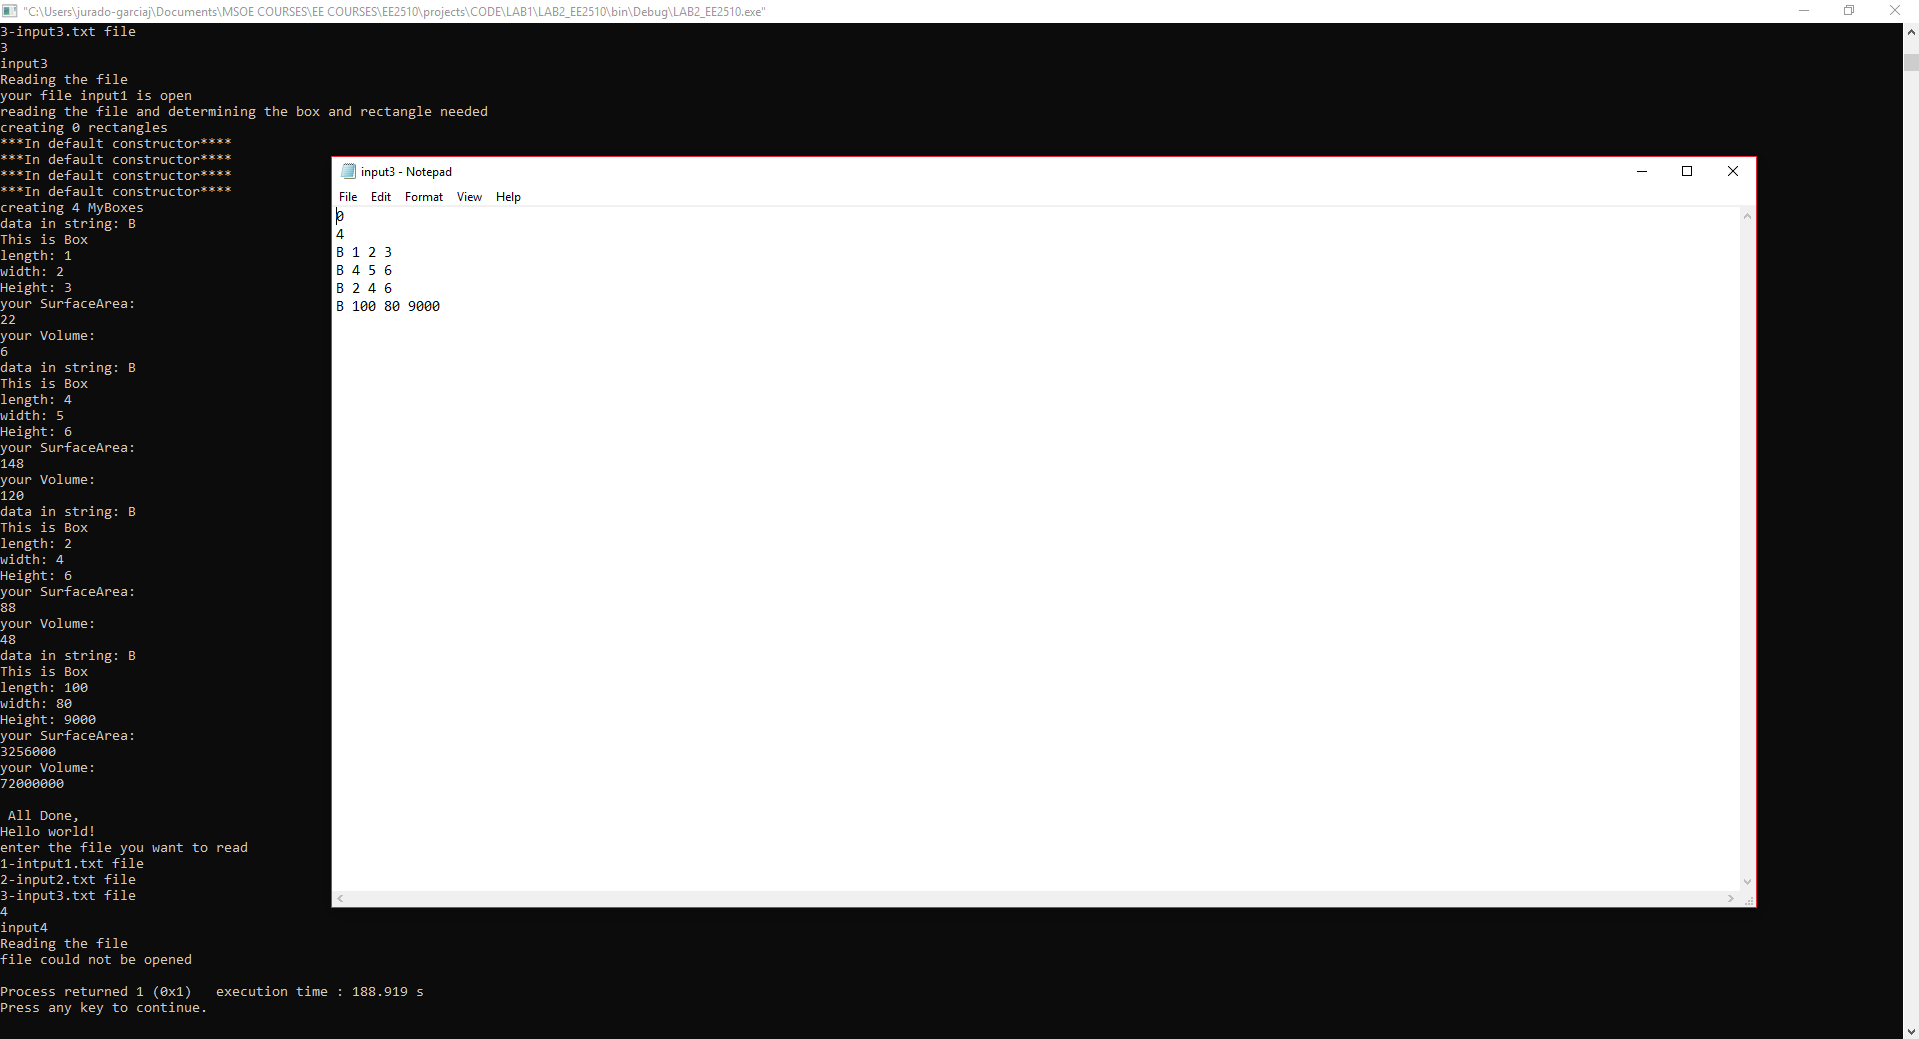 "C:\Users\jurado-garciaj\Documents\MSOE COURSES\EE COURSES\EE2510\projects\CODE\LAB1\LAB2_EE2510\bin\Debug\LAB2_EE2510.exe"
3-input3.txt file
3
input3
Reading the file
your file input1 is open
reading the file and determining the box and rectangle needed
creating 0 rectangles
***In default constructor****
***In default constructor****
***In default constructor****
***In default constructor****
creating 4 MyBoxes
data in string: B
This is Box
length: 1
width: 2
Height: 3
your SurfaceArea:
22
your Volume:
6
data in string: B
This is Box
length: 4
width: 5
Height: 6
your SurfaceArea:
148
your Volume:
120
data in string: B
This is Box
length: 2
width: 4
Height: 6
your SurfaceArea:
88
your Volume:
48
data in string: B
This is Box
length: 100
width: 80
Height: 9000
your SurfaceArea:
3256000
your Volume:
72000000
All Done,
Hello world!
enter the file you want to read
1-intput1.txt file
2-input2.txt file
3-input3.txt file
4
input4
Reading the file
file could not be opened
Process returned 1 (0x1)   execution time : 188.919 s
Press any key to continue.
input3 - Notepad
File Edit Format View Help
0
4
B 1 2 3
B 4 5 6
B 2 4 6
B 100 80 9000